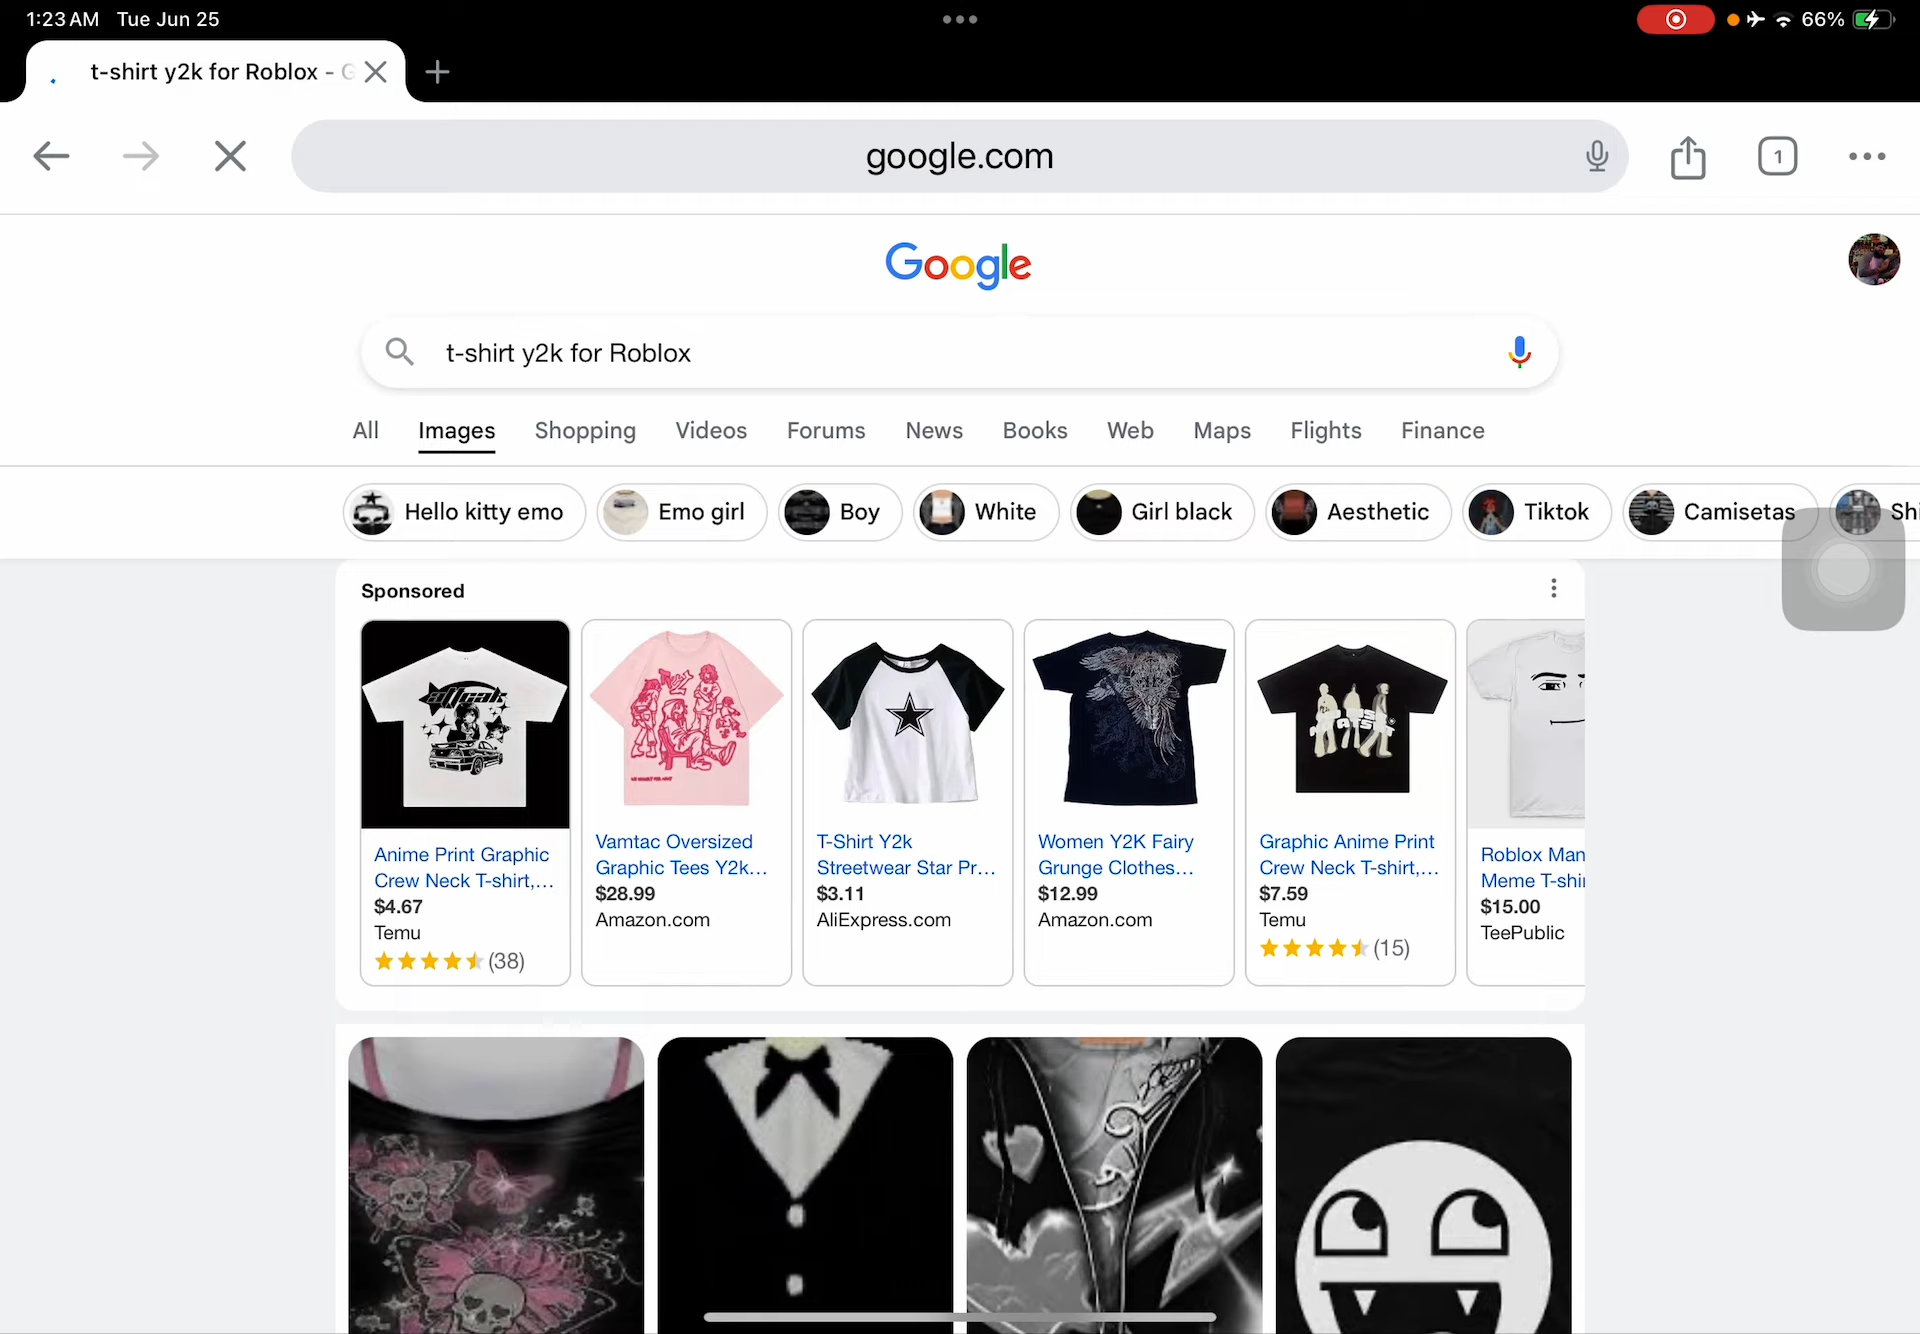 1:23 AM Tue Jun 25
66%
t-shirt y2k for Roblox -
google.com
1
Google
t-shirt y2k for Roblox
All Images Shopping Videos Forums News Books Web Maps Flights Finance
Hello kitty emo Emo girl Boy White Girl black Aesthetic Tiktok Camisetas Shi
Sponsored
Anime Print Graphic
Crew Neck T-shirt,...
$4.67
Temu
(38)
Vamtac Oversized
Graphic Tees Y2k...
$28.99
Amazon.com
T-Shirt Y2k
Streetwear Star Pr...
$3.11
AliExpress.com
Women Y2K Fairy
Grunge Clothes...
$12.99
Amazon.com
Graphic Anime Print
Crew Neck T-shirt,...
$7.59
Temu
(15)
Roblox Man
Meme T-shi
$15.00
TeePublic